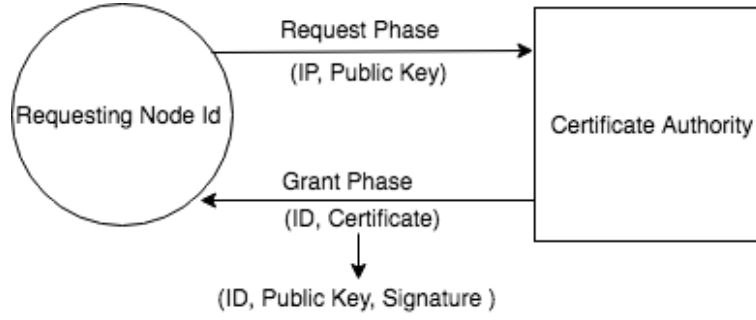 Request Phase
(IP, Public Key)
Requesting Node Id
Certificate Authority
Grant Phase
(ID, Certificate)
(ID, Public Key, Signature )